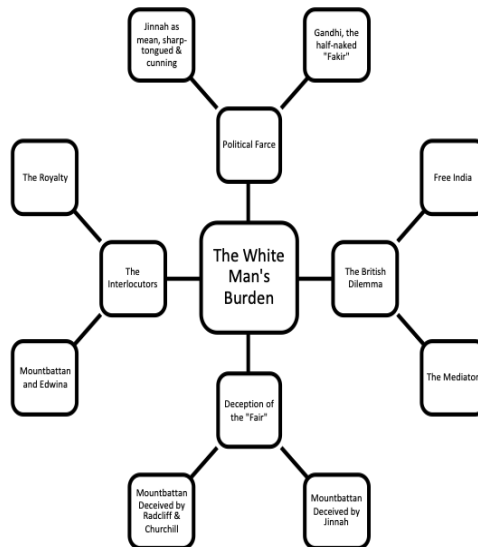 Jinnah as
mean, sharp-
tongued &
cunning
Gandhi, the
half-naked
"Fakir"
Political Farce
The Royalty
Free India
The
Interlocutors
The White
Man's
Burden
The British
Dilemma
Mountbattan
and Edwina
The Mediator
Deception of
the "Fair"
Mountbattan
Deceived by
Radcliff &
Churchill
Mountbattan
Deceived by
Jinnah